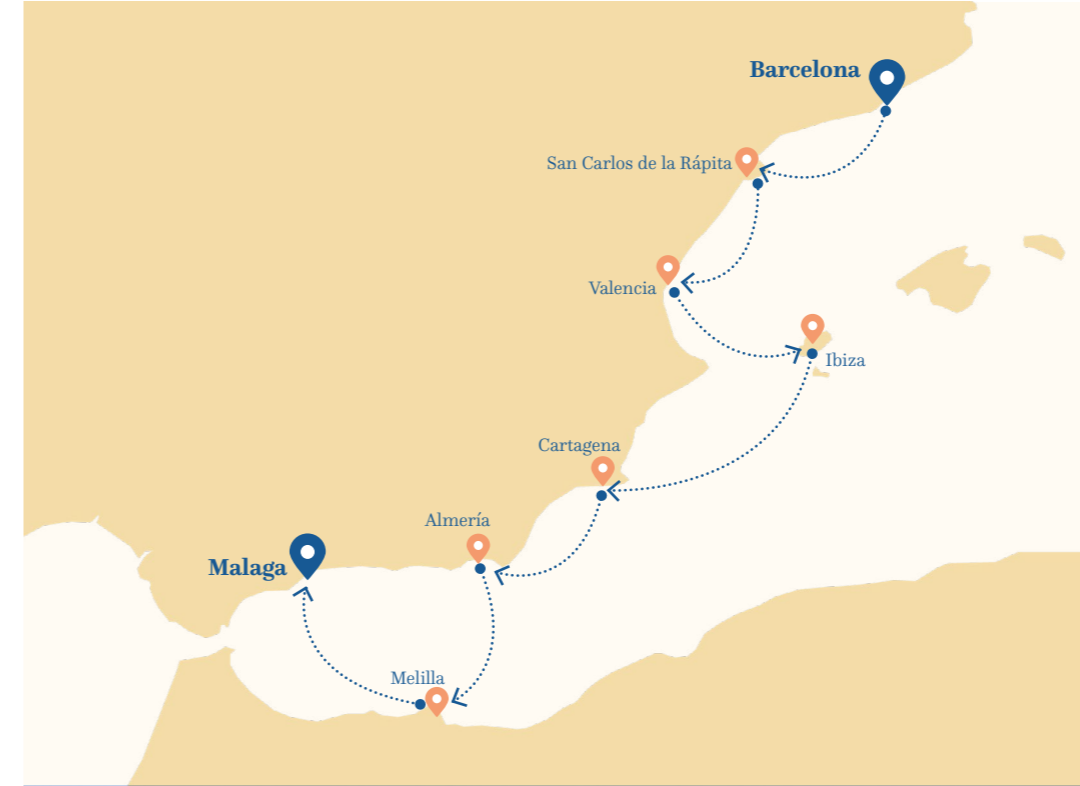 Barcelona
San Carlos de la Rápita
Valencia
Ibiza
Cartagena
Almería
Malaga
Melilla